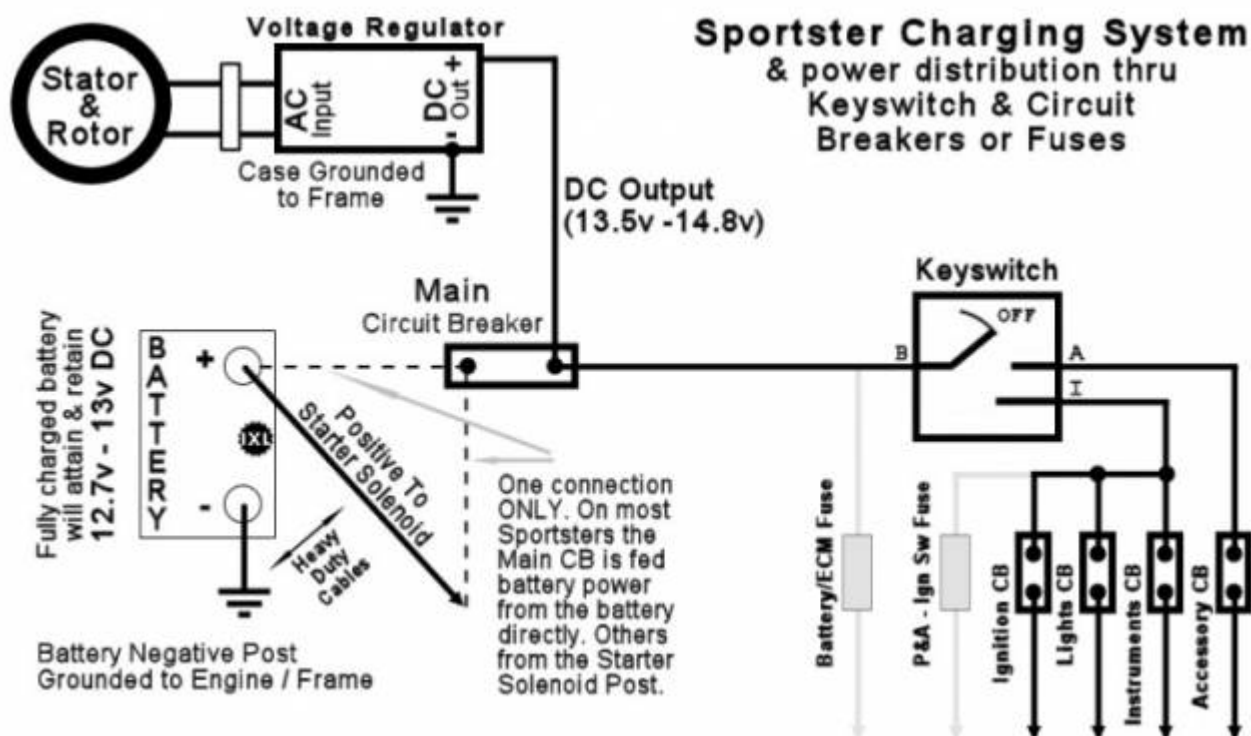 Sportster Charging System
& power distribution thru
Keyswitch & Circuit
Breakers or Fuses
Voltage Regulator
Stator
&
Rotor
AC
Input
DC
Out
+
-
Case Grounded
to Frame
DC Output
(13.5v -14.8v)
Main
Circuit Breaker
Keyswitch
OFF
B
A
I
Fully charged battery
will attain & retain
12.7v - 13v DC
BATTERY
+
-
IXL
Positive To
Starter Solenoid
Heavy
Duty
Cables
One connection
ONLY. On most
Sportsters the
Main CB is fed
battery power
from the battery
directly. Others
from the Starter
Solenoid Post.
Battery Negative Post
Grounded to Engine / Frame
Battery/ECM Fuse
P&A - Ign Sw Fuse
Ignition CB
Lights CB
Instruments CB
Accessory CB